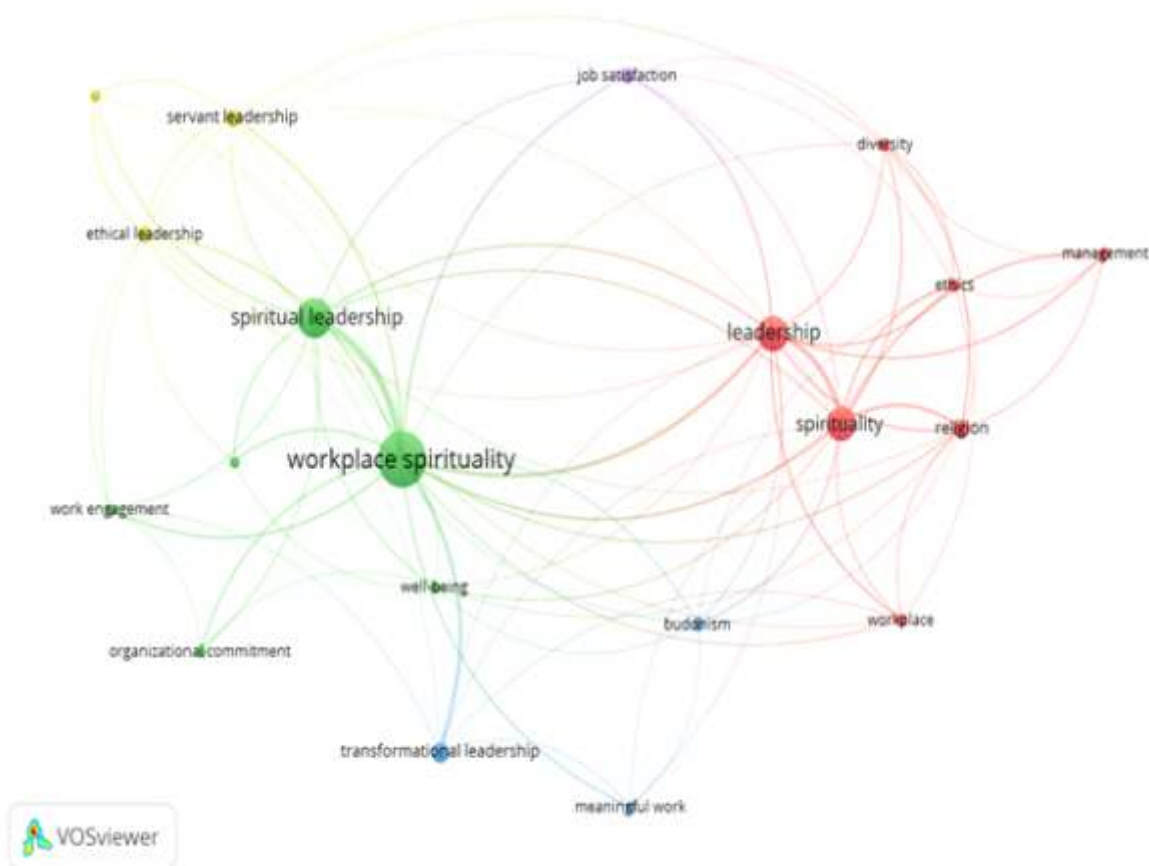 job satisfaction
servant leadership
diversity
ethical leadership
management
ethics
spiritual leadership
leadership
spirituality
religion
workplace spirituality
work engagement
well-being
workplace
buddhism
organizational commitment
transformational leadership
meaningful work
VOSviewer